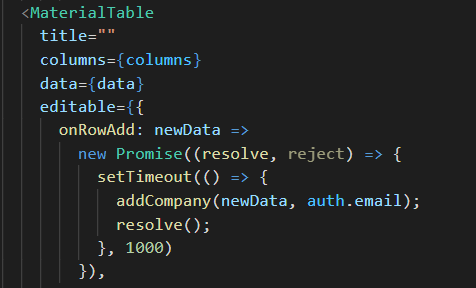 <MaterialTable
title=""
columns={columns}
data={data}
editable={{
onRowAdd: newData =>
new Promise((resolve, reject) => {
setTimeout(() => {
addCompany(newData, auth.email);
resolve();
}, 1000)
}),